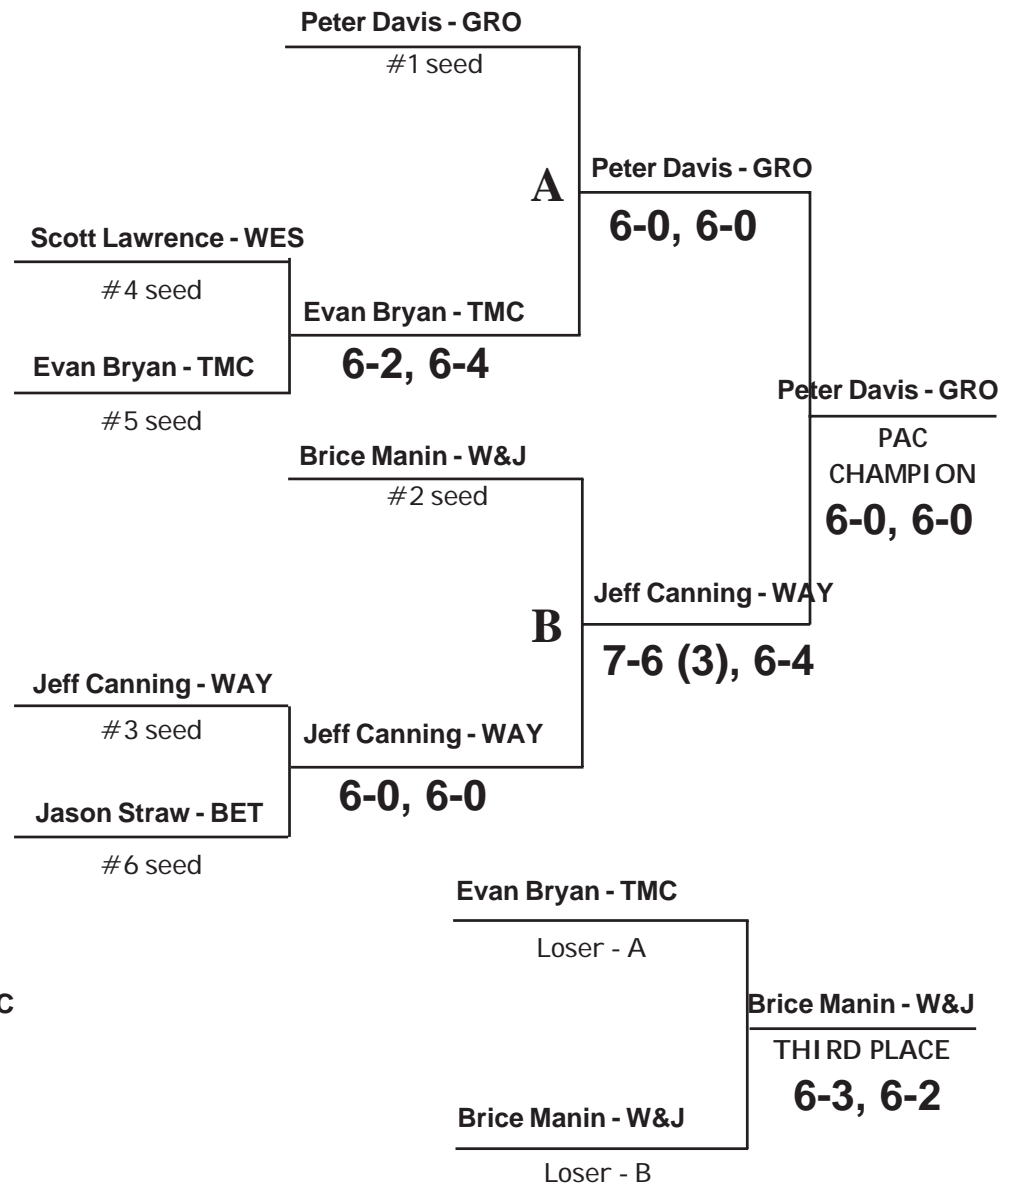 Peter Davis - GRO
#1 seed
A
Peter Davis - GRO
6-0, 6-0
Scott Lawrence - WES
#4 seed
Evan Bryan - TMC
6-2, 6-4
Evan Bryan - TMC
#5 seed
Peter Davis - GRO
PAC
CHAMPION
6-0, 6-0
Brice Manin - W&J
#2 seed
B
Jeff Canning - WAY
7-6 (3), 6-4
Jeff Canning - WAY
#3 seed
Jeff Canning - WAY
6-0, 6-0
Jason Straw - BET
#6 seed
Evan Bryan - TMC
Loser - A
C
Brice Manin - W&J
THIRD PLACE
6-3, 6-2
Brice Manin - W&J
Loser - B